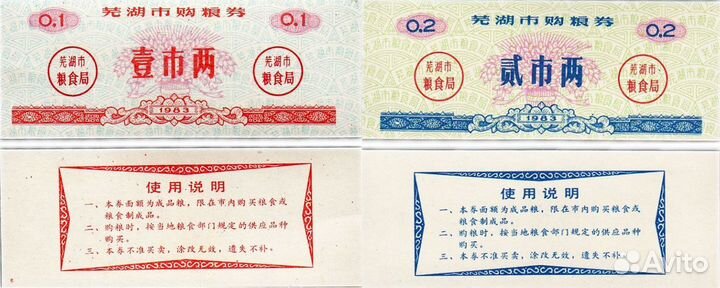 芜湖市购粮券
0.1
0.1
芜湖市
粮食局
壹市两
芜湖市
粮食局
1983
芜湖市购粮券
0.2
0.2
芜湖市
粮食局
贰市两
芜湖市
粮食局
1983
使用说明
一、本券面额为成品粮，限在市内购买粮食或
粮食制成品。
二、购粮时，按当地粮食部门规定的供应品种
购买。
三、本券不准买卖，涂改无效，遗失不补。
使用说明
一、本券面额为成品粮，限在市内购买粮食或
粮食制成品。
二、购粮时，按当地粮食部门规定的供应品种
购买。
三、本券不准买卖，涂改无效，遗失不补。
Avito